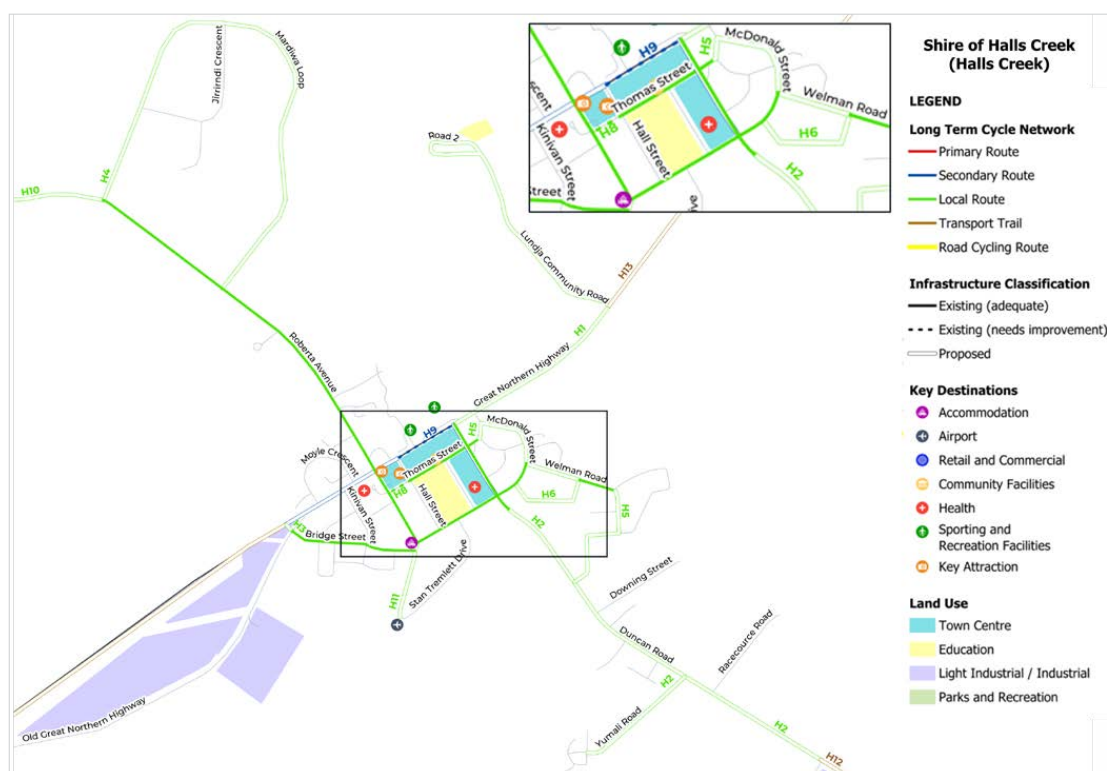 Shire of Halls Creek
(Halls Creek)
LEGEND
Long Term Cycle Network
Primary Route
Secondary Route
Local Route
Transport Trail
Road Cycling Route
Infrastructure Classification
Existing (adequate)
Existing (needs improvement)
Proposed
Key Destinations
Accommodation
Airport
Retail and Commercial
Community Facilities
Health
Sporting and
Recreation Facilities
Key Attraction
Land Use
Town Centre
Education
Light Industrial / Industrial
Parks and Recreation
Jirrirndi Crescent
Mardiwa Loop
H4
H10
Road 2
Lundja Community Road
H13
H1
Great Northern Highway
Roberta Avenue
H9
H5
McDonald Street
Thomas Street
Moyle Crescent
Welman Road
H8
H6
Hall Street
Kinivan Street
H3
Bridge Street
H2
H5
Stan Tremlett Drive
H11
Downing Street
Duncan Road
Racecource Road
H2
Yumali Road
H2
H12
Old Great Northern Highway
H9
H5
McDonald Street
Thomas Street
Welman Road
escent
H8
H6
Kinivan Street
Hall Street
H2
Street
ive